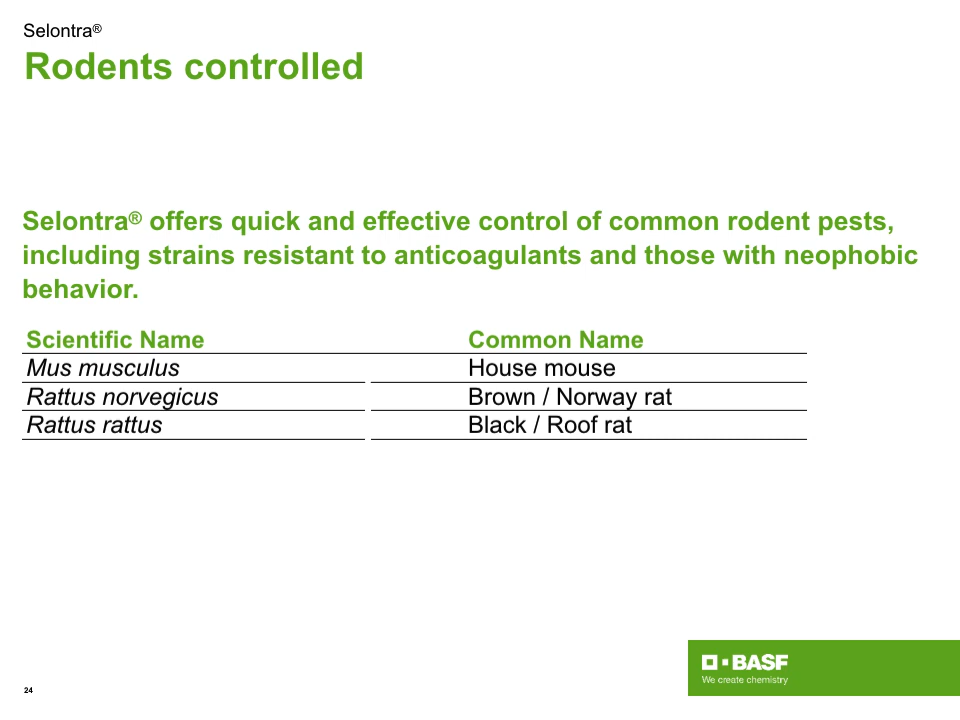 Selontra®
Rodents controlled
Selontra® offers quick and effective control of common rodent pests,
including strains resistant to anticoagulants and those with neophobic
behavior.
Scientific Name Common Name
Mus musculus House mouse
Rattus norvegicus Brown / Norway rat
Rattus rattus Black / Roof rat
BASF
We create chemistry
24